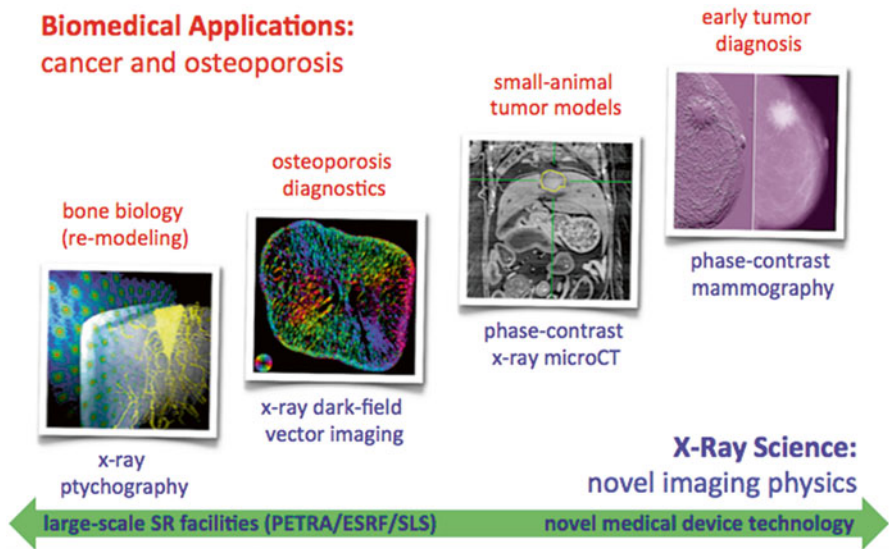 Biomedical Applications:
cancer and osteoporosis
early tumor
diagnosis
small-animal
tumor models
osteoporosis
diagnostics
bone biology
(re-modeling)
phase-contrast
mammography
phase-contrast
x-ray microCT
x-ray dark-field
vector imaging
x-ray
ptychography
X-Ray Science:
novel imaging physics
large-scale SR facilities (PETRA/ESRF/SLS)
novel medical device technology